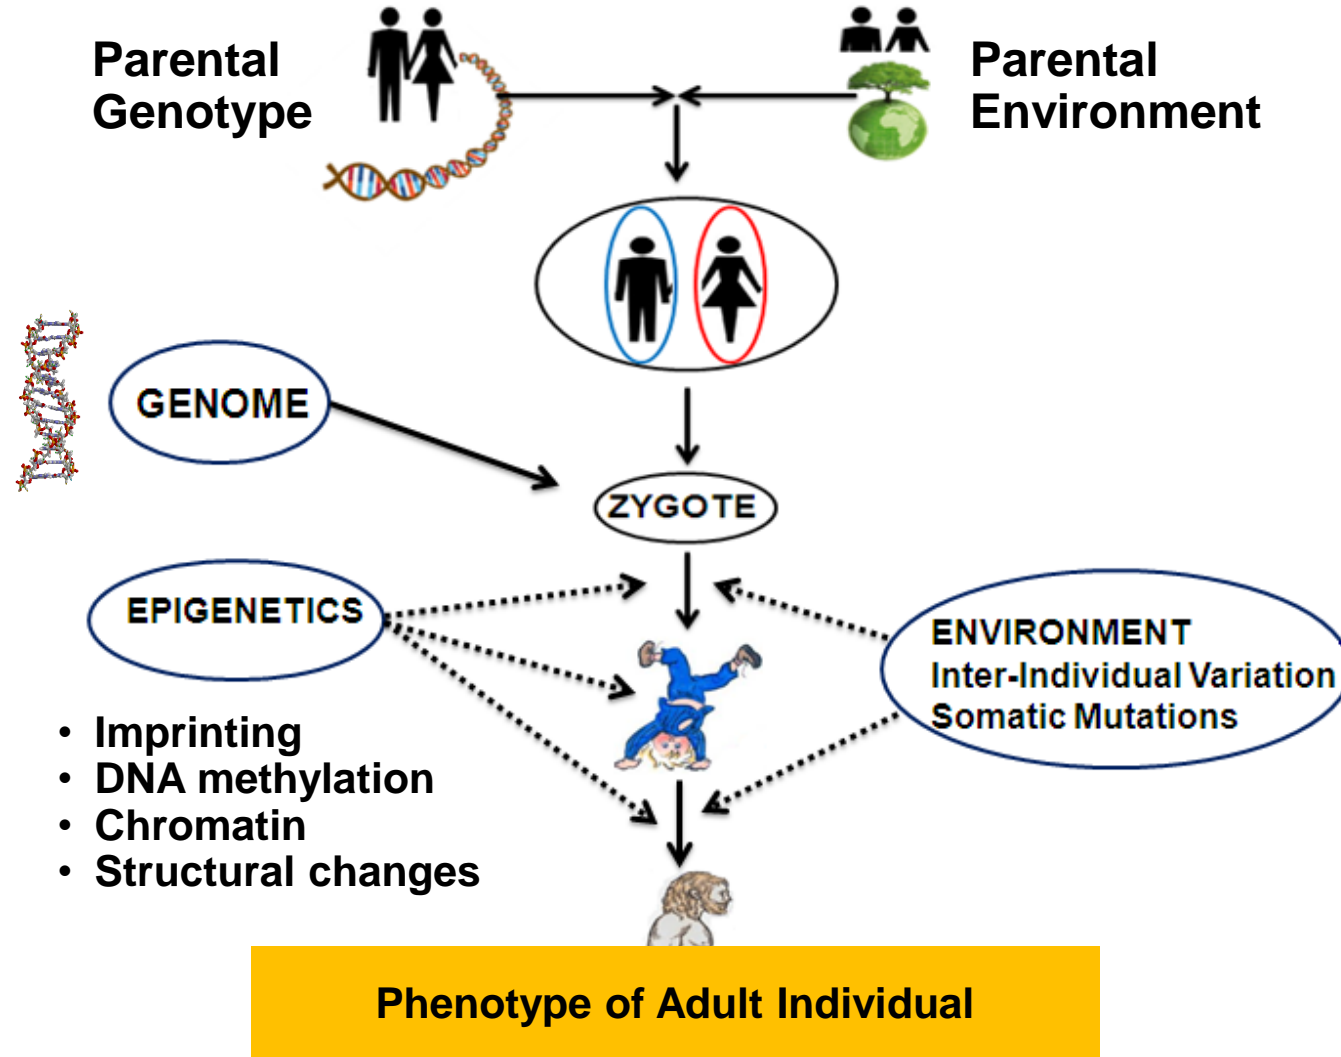 Parental
Genotype
Parental
Environment
GENOME
ZYGOTE
EPIGENETICS
ENVIRONMENT
Inter-Individual Variation
Somatic Mutations
• Imprinting
• DNA methylation
• Chromatin
• Structural changes
Phenotype of Adult Individual